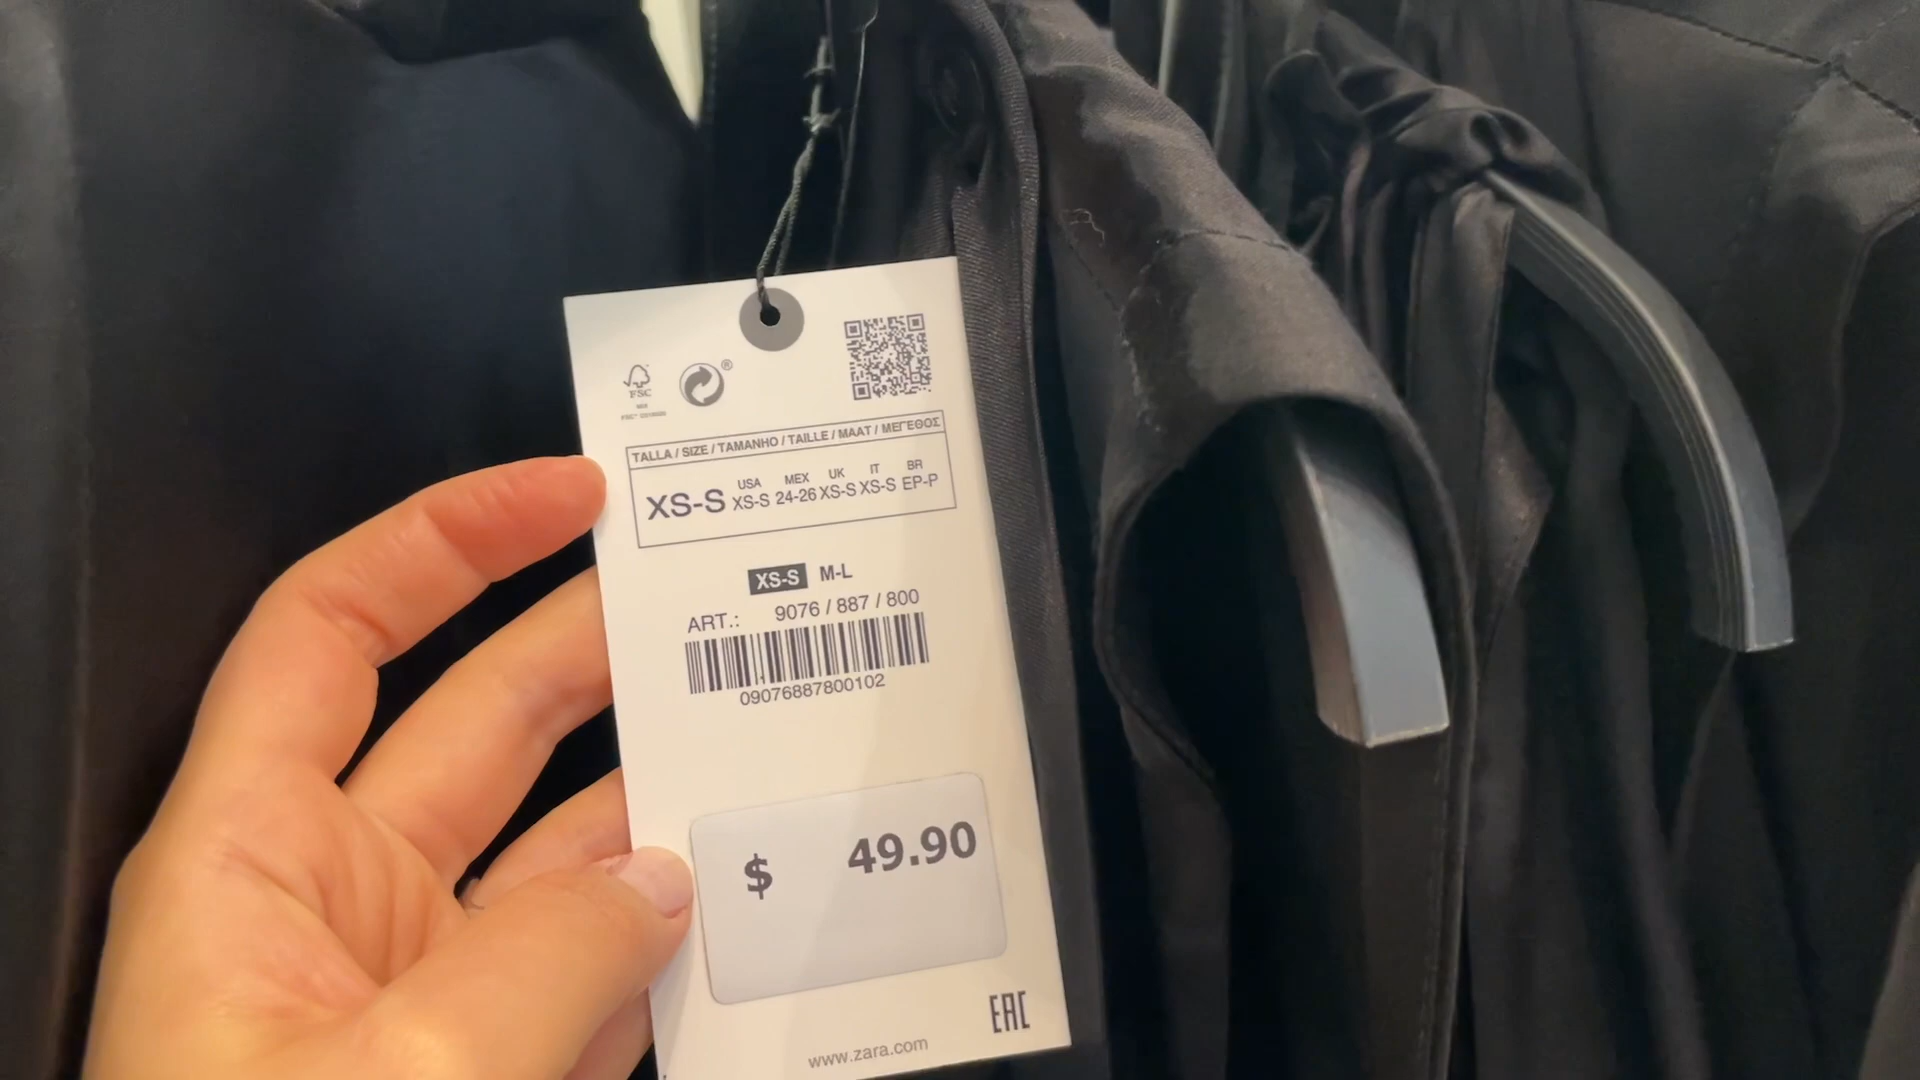 FSC
MIX
®
TALLA / SIZE / TAMANHO / TAILLE / MAAT / ΜΕΓΕΘΟΣ
USA MEX UK IT BR
XS-S XS-S 24-26 XS-S XS-S EP-P
XS-S M-L
ART.: 9076 / 887 / 800
09076887800102
$ 49.90
EAC
www.zara.com